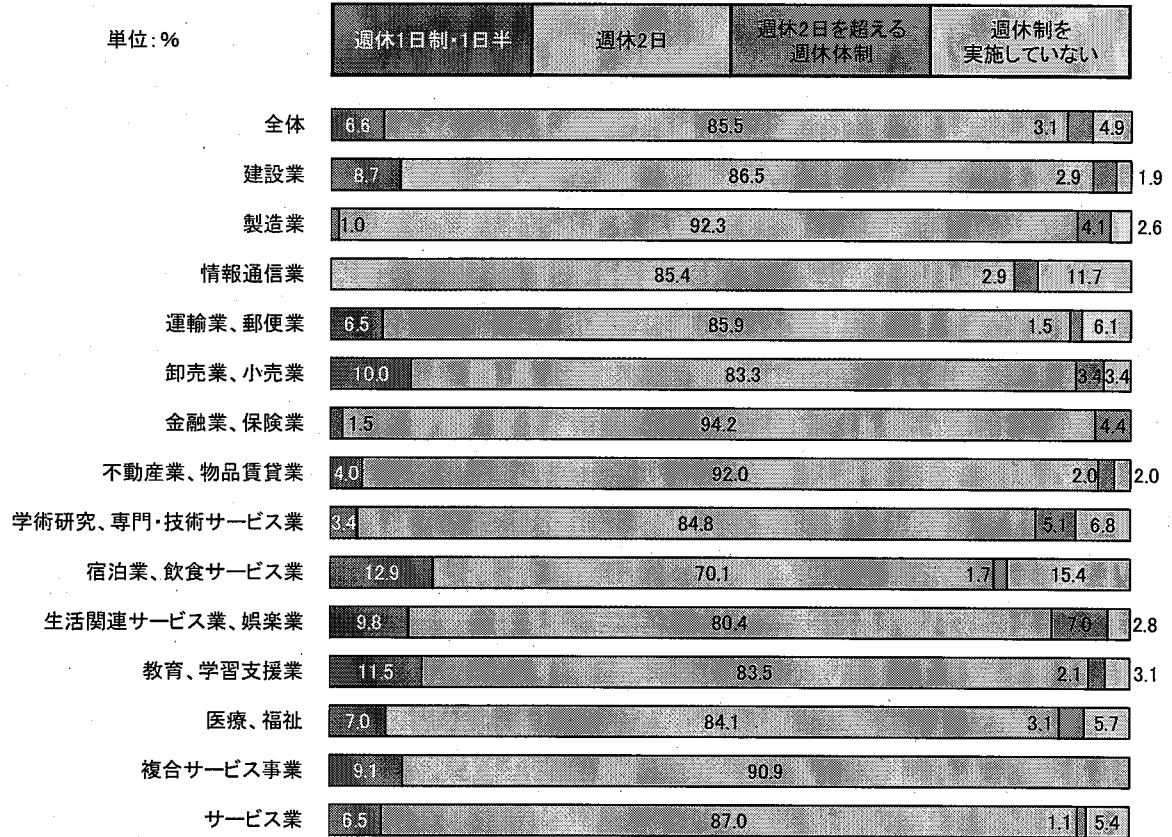 単位：%
週休1日制・1日半
週休2日
週休2日を超える
週休体制
週休制を
実施していない
全体 6.6 85.5 3.1 4.9
建設業 8.7 86.5 2.9 1.9
製造業 1.0 92.3 4.1 2.6
情報通信業 85.4 2.9 11.7
運輸業、郵便業 6.5 85.9 1.5 6.1
卸売業、小売業 10.0 83.3 3.4 3.4
金融業、保険業 1.5 94.2 4.4
不動産業、物品賃貸業 4.0 92.0 2.0 2.0
学術研究、専門・技術サービス業 3.4 84.8 5.1 6.8
宿泊業、飲食サービス業 12.9 70.1 1.7 15.4
生活関連サービス業、娯楽業 9.8 80.4 7.0 2.8
教育、学習支援業 11.5 83.5 2.1 3.1
医療、福祉 7.0 84.1 3.1 5.7
複合サービス事業 9.1 90.9
サービス業 6.5 87.0 1.1 5.4